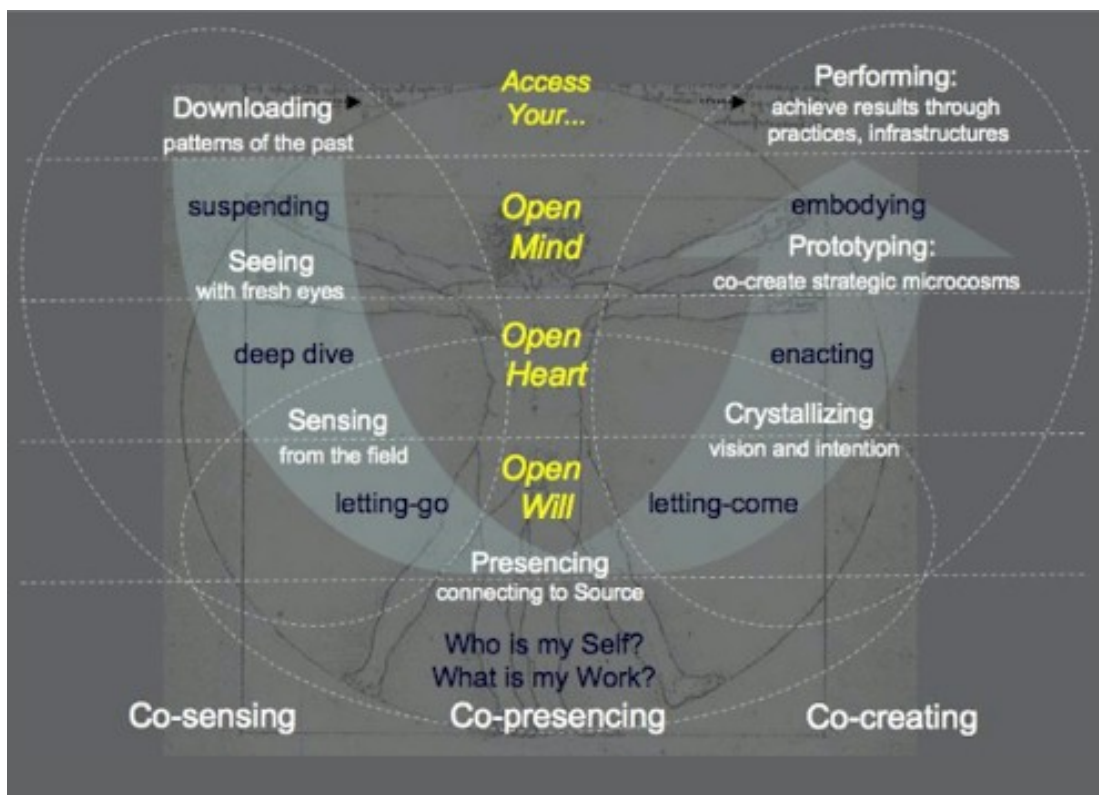 Access
Your...
Downloading
patterns of the past
Performing:
achieve results through
practices, infrastructures
suspending
Open
Mind
embodying
Seeing
with fresh eyes
Prototyping:
co-create strategic microcosms
deep dive
Open
Heart
enacting
Sensing
from the field
Crystallizing
vision and intention
letting-go
Open
Will
letting-come
Presencing
connecting to Source
Who is my Self?
What is my Work?
Co-sensing
Co-presencing
Co-creating